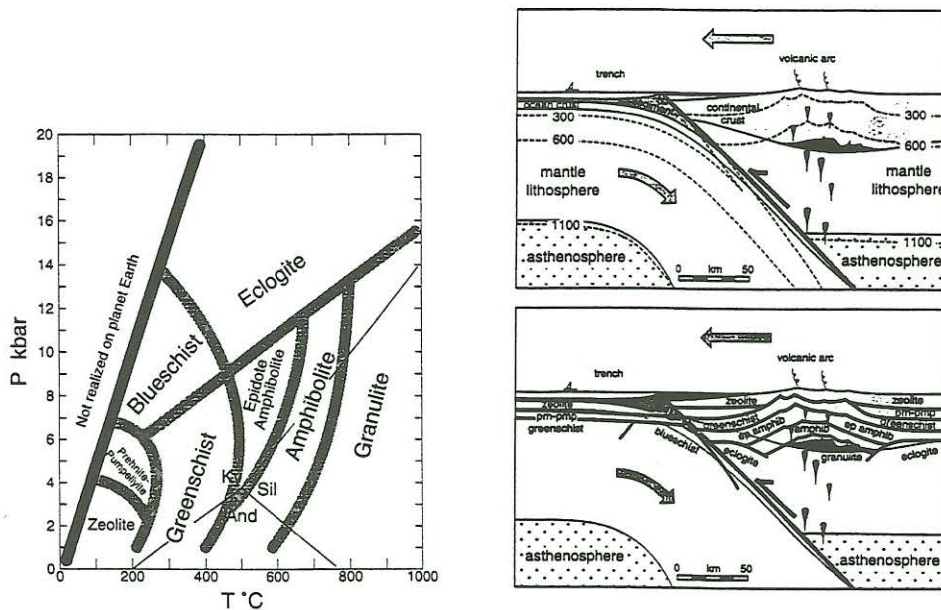 20
18
16
14
12
10
8
6
4
2
0
P kbar
0
200
400
600
800
1000
T °C
Not realized on planet Earth
Eclogite
Blueschist
Epidote
Amphibolite
Amphibolite
Granulite
Prehnite-
Pumpellyite
Greenschist
Zeolite
Ky
Sil
And
volcanic arc
trench
ocean crust
sediment
continental
crust
300
300
600
600
mantle
lithosphere
mantle
lithosphere
1100
1100
asthenosphere
asthenosphere
0 km 50
volcanic arc
trench
zeolite
zeolite
zeolite
pm-pmp
pm-pmp
greenschist
greenschist
greenschist
ep amphib
amphib
ep amphib
blueschist
eclogite
granulite
eclogite
asthenosphere
asthenosphere
0 km 50